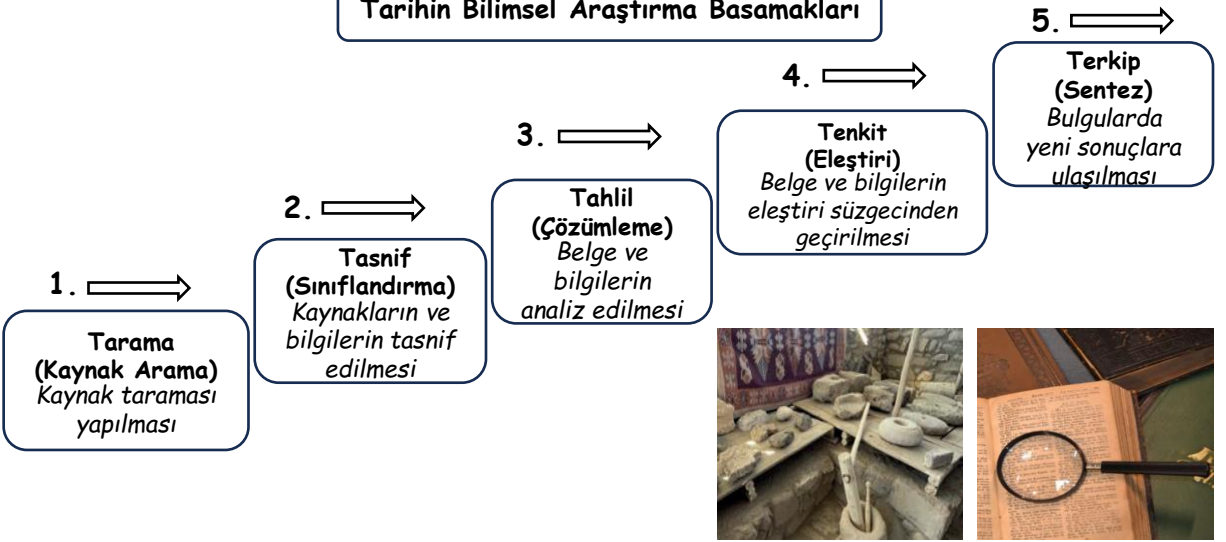 Tarihin Bilimsel Araştırma Basamakları
1.
Tarama
(Kaynak Arama)
Kaynak taraması
yapılması
2.
Tasnif
(Sınıflandırma)
Kaynakların ve
bilgilerin tasnif
edilmesi
3.
Tahlil
(Çözümleme)
Belge ve
bilgilerin
analiz edilmesi
4.
Tenkit
(Eleştiri)
Belge ve bilgilerin
eleştiri süzgecinden
geçirilmesi
5.
Terkip
(Sentez)
Bulgularda
yeni sonuçlara
ulaşılması